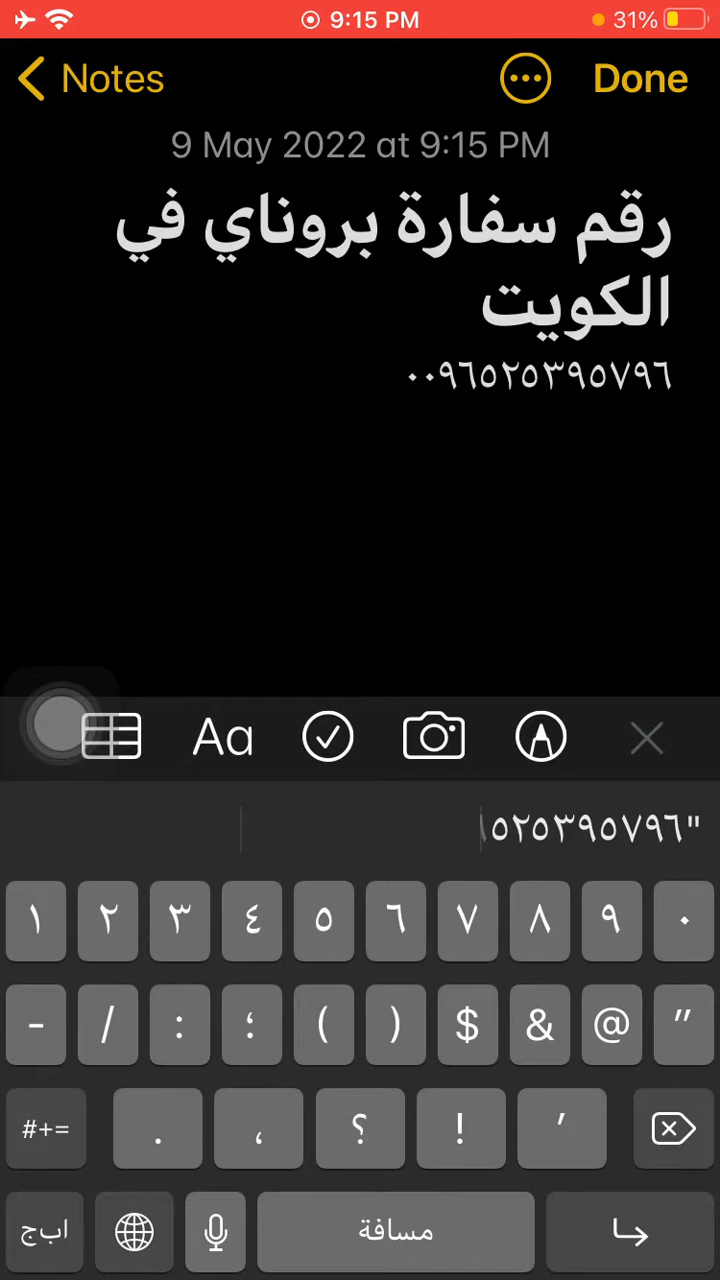 9:15 PM
31%
Notes
Done
9 May 2022 at 9:15 PM
رقم سفارة بروناي في
الكويت
٠٠٩٦٥٢٥٣٩٥٧٩٦
٥٢٥٣٩٥٧٩٦"
Aa
١ ٢ ٣ ٤ ٥ ٦ ٧ ٨ ٩ ٠
- / : ؛ ( ) $ & @ "
#+= . ، ؟ ! '
اب‌ج مسافة